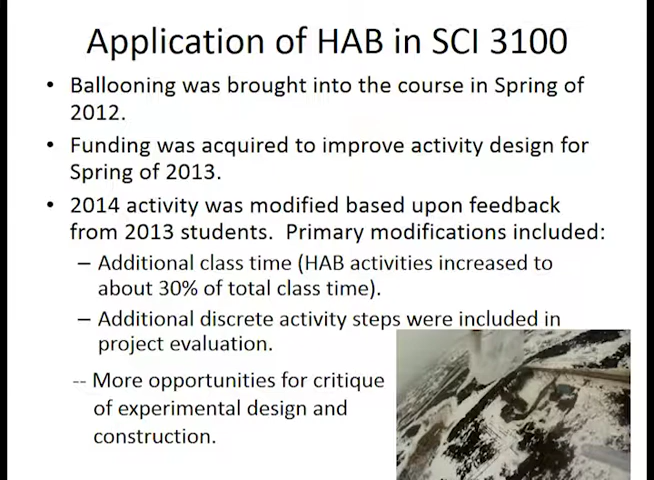 Application of HAB in SCI 3100
• Ballooning was brought into the course in Spring of
2012.
• Funding was acquired to improve activity design for
Spring of 2013.
• 2014 activity was modified based upon feedback
from 2013 students.  Primary modifications included:
– Additional class time (HAB activities increased to
about 30% of total class time).
– Additional discrete activity steps were included in
project evaluation.
-- More opportunities for critique
of experimental design and
construction.